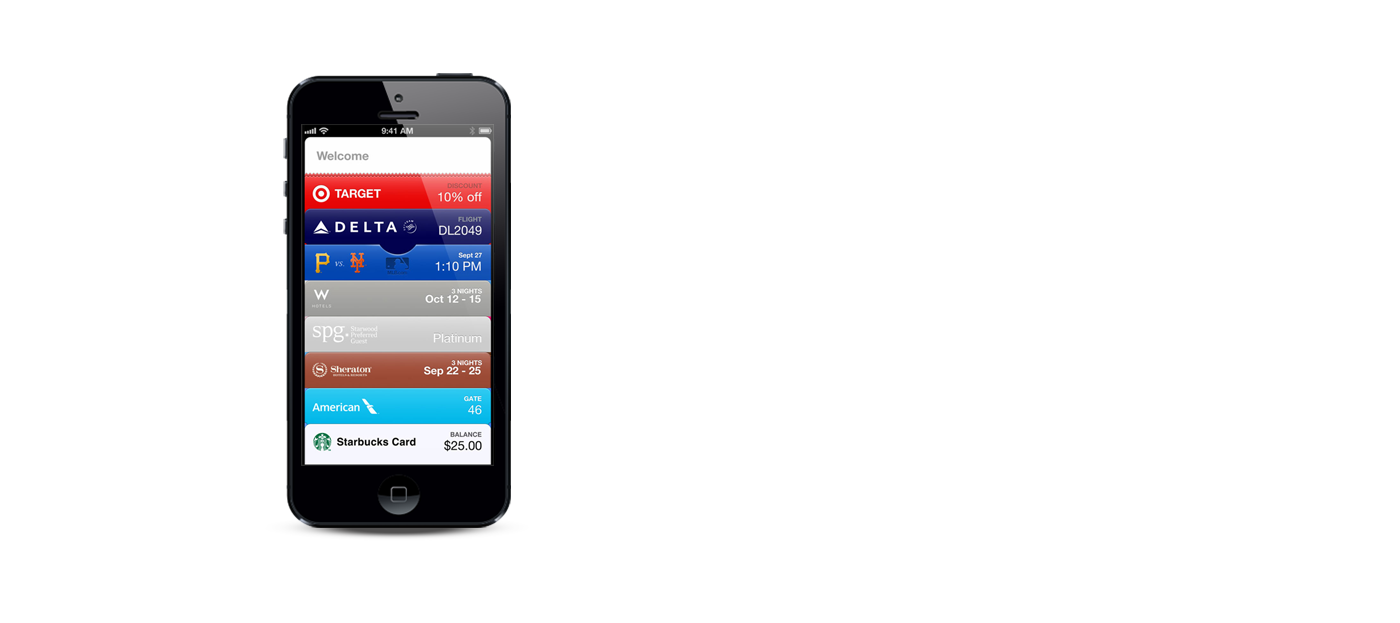 9:41 AM
Welcome
TARGET
DISCOUNT
10% off
DELTA
FLIGHT
DL2049
P vs. NY
Sept 27
1:10 PM
W
HOTELS
3 NIGHTS
Oct 12 - 15
spg.
Starwood
Preferred
Guest
Platinum
Sheraton
HOTELS & RESORTS
3 NIGHTS
Sep 22 - 25
American
GATE
46
Starbucks Card
BALANCE
$25.00